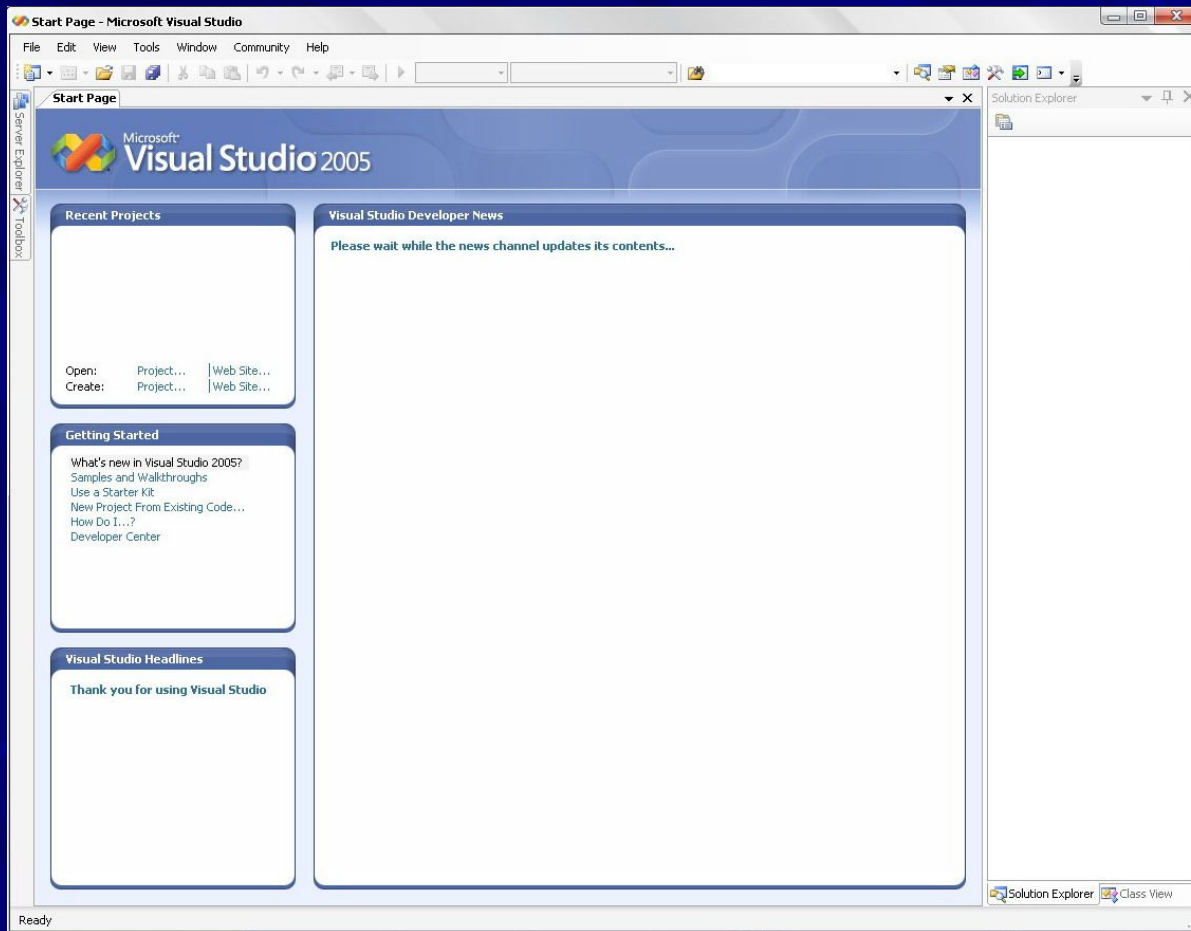 Start Page - Microsoft Visual Studio
File Edit View Tools Window Community Help
Start Page
Solution Explorer
Server Explorer
Toolbox
Microsoft
Visual Studio 2005
Recent Projects
Open: Project... | Web Site...
Create: Project... | Web Site...
Getting Started
What's new in Visual Studio 2005?
Samples and Walkthroughs
Use a Starter Kit
New Project From Existing Code...
How Do I...?
Developer Center
Visual Studio Headlines
Thank you for using Visual Studio
Visual Studio Developer News
Please wait while the news channel updates its contents...
Solution Explorer Class View
Ready